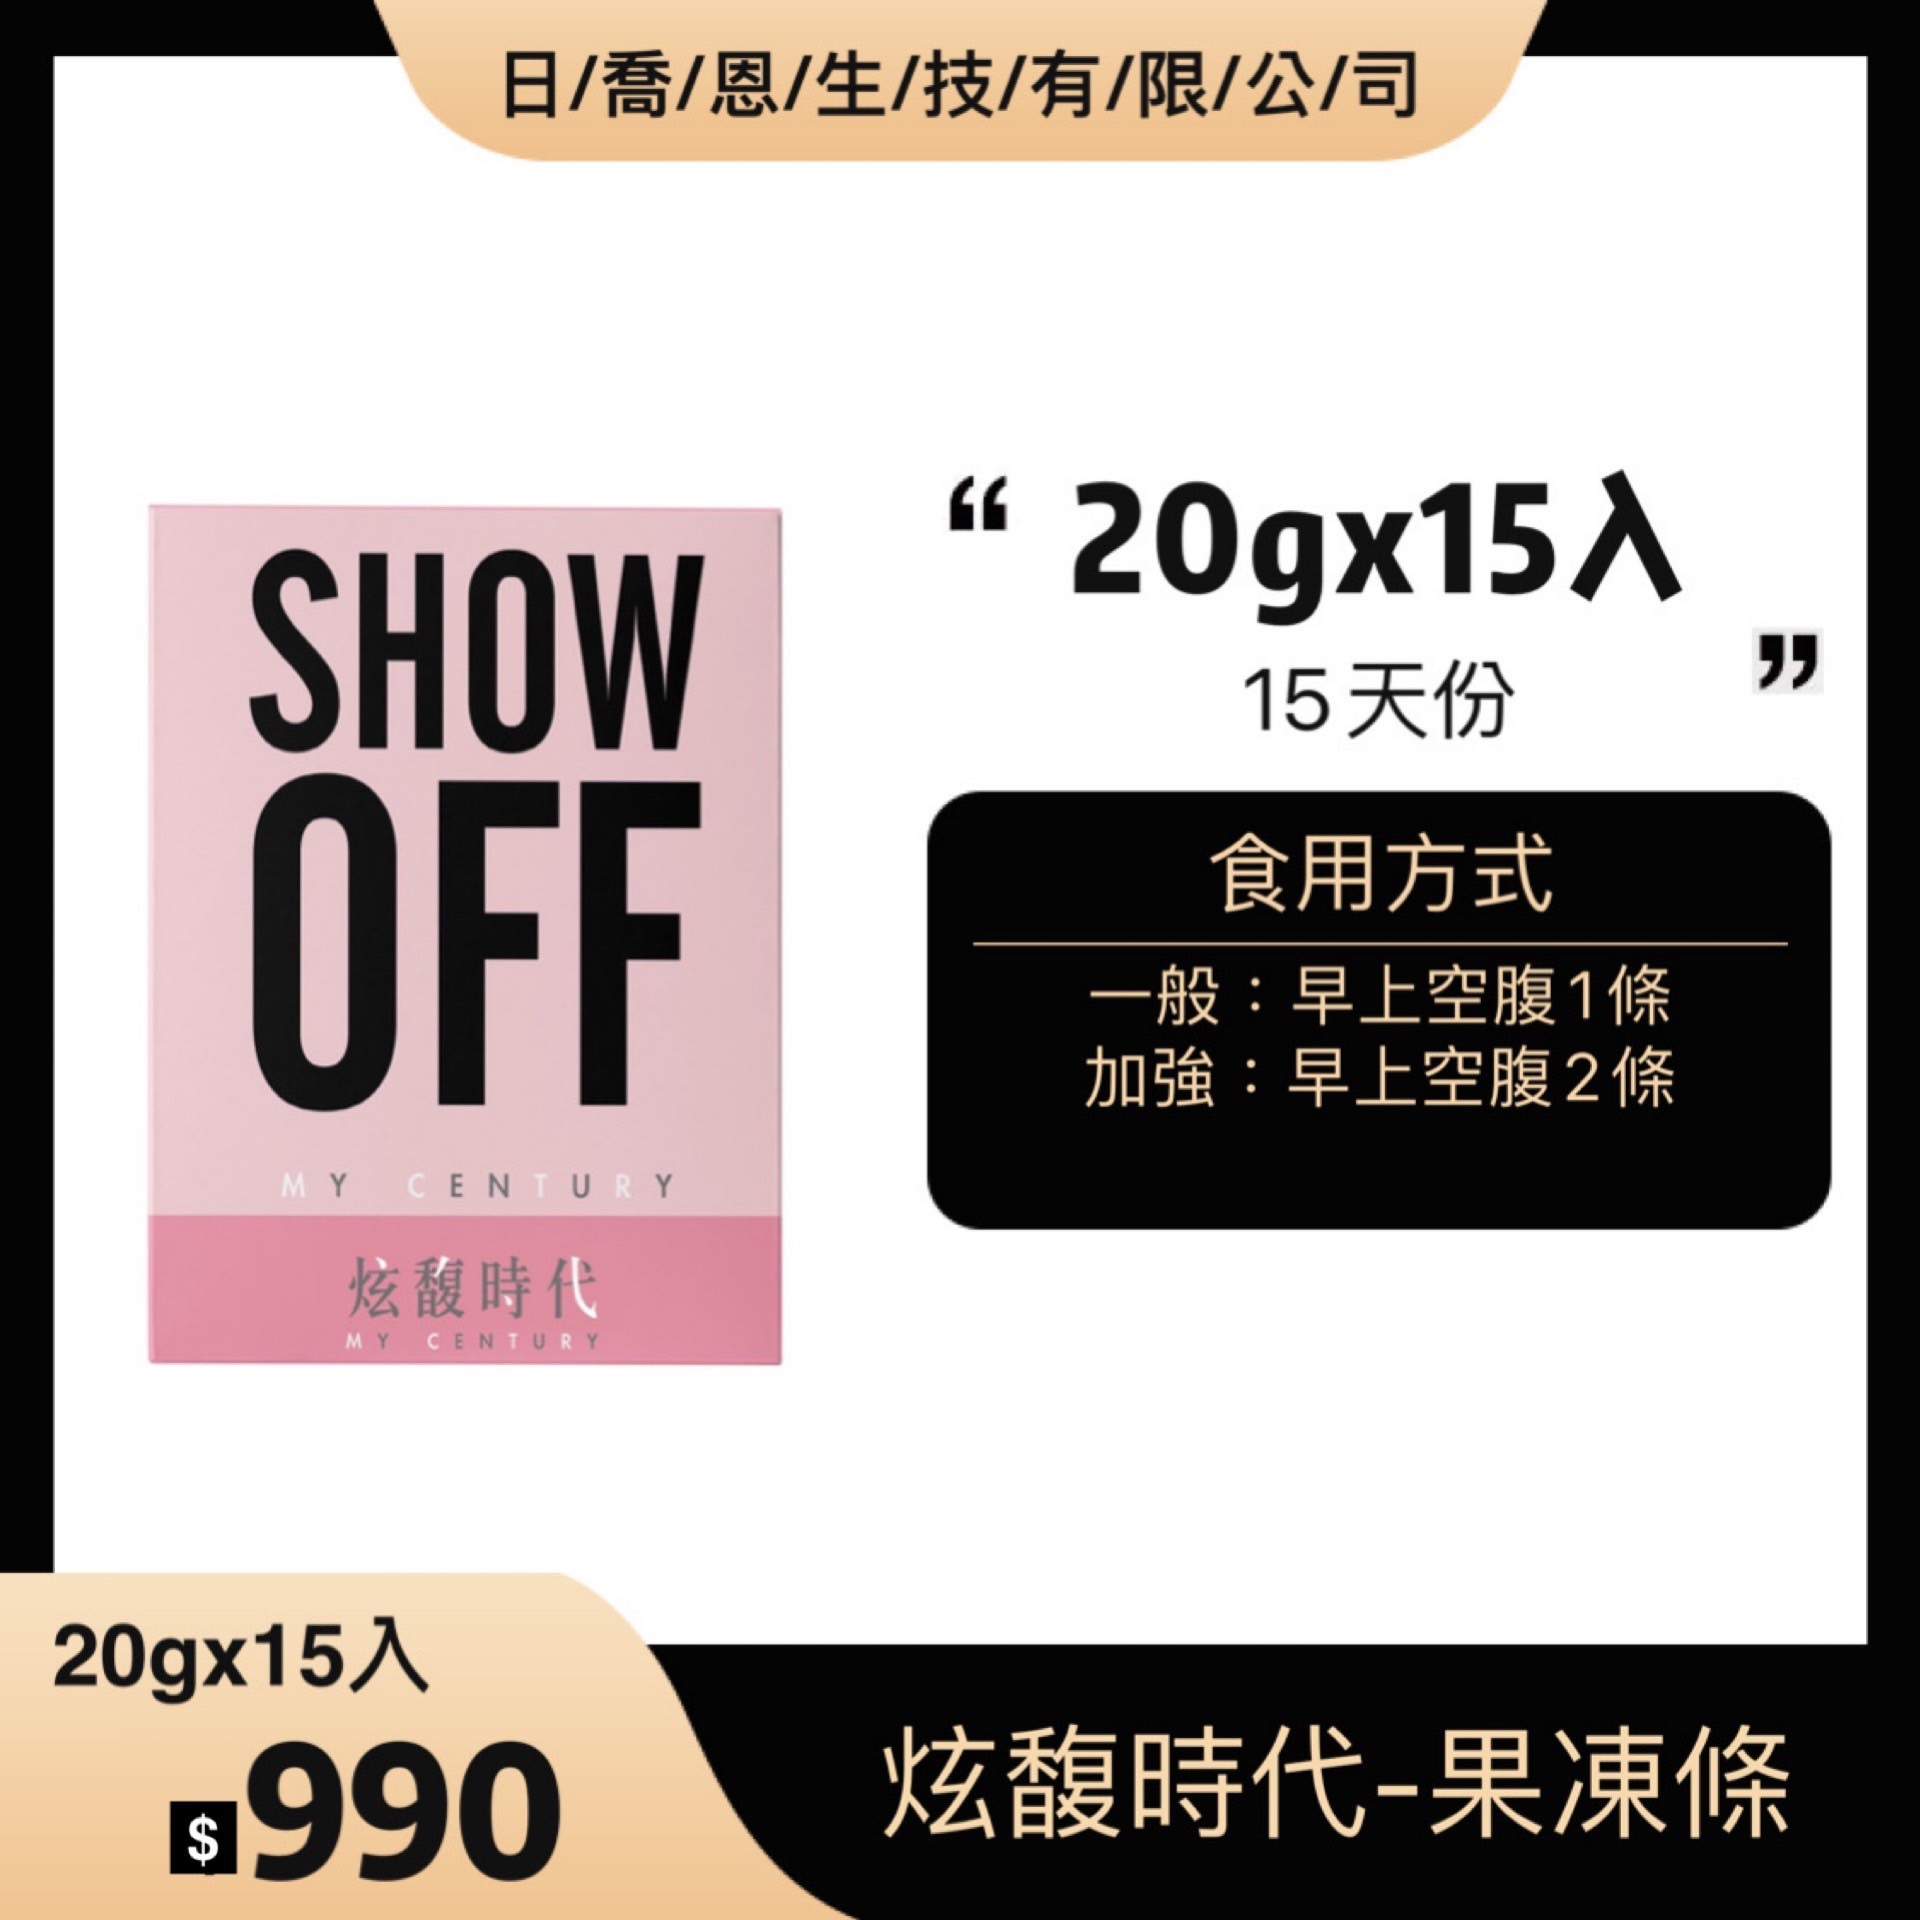 日/喬/恩/生/技/有/限/公/司
SHOW
OFF
MY CENTURY
炫馥時代
MY CENTURY
“ 20gx15入
15天份 ”
食用方式
一般：早上空腹1條
加強：早上空腹2條
20gx15入
$990
炫馥時代-果凍條